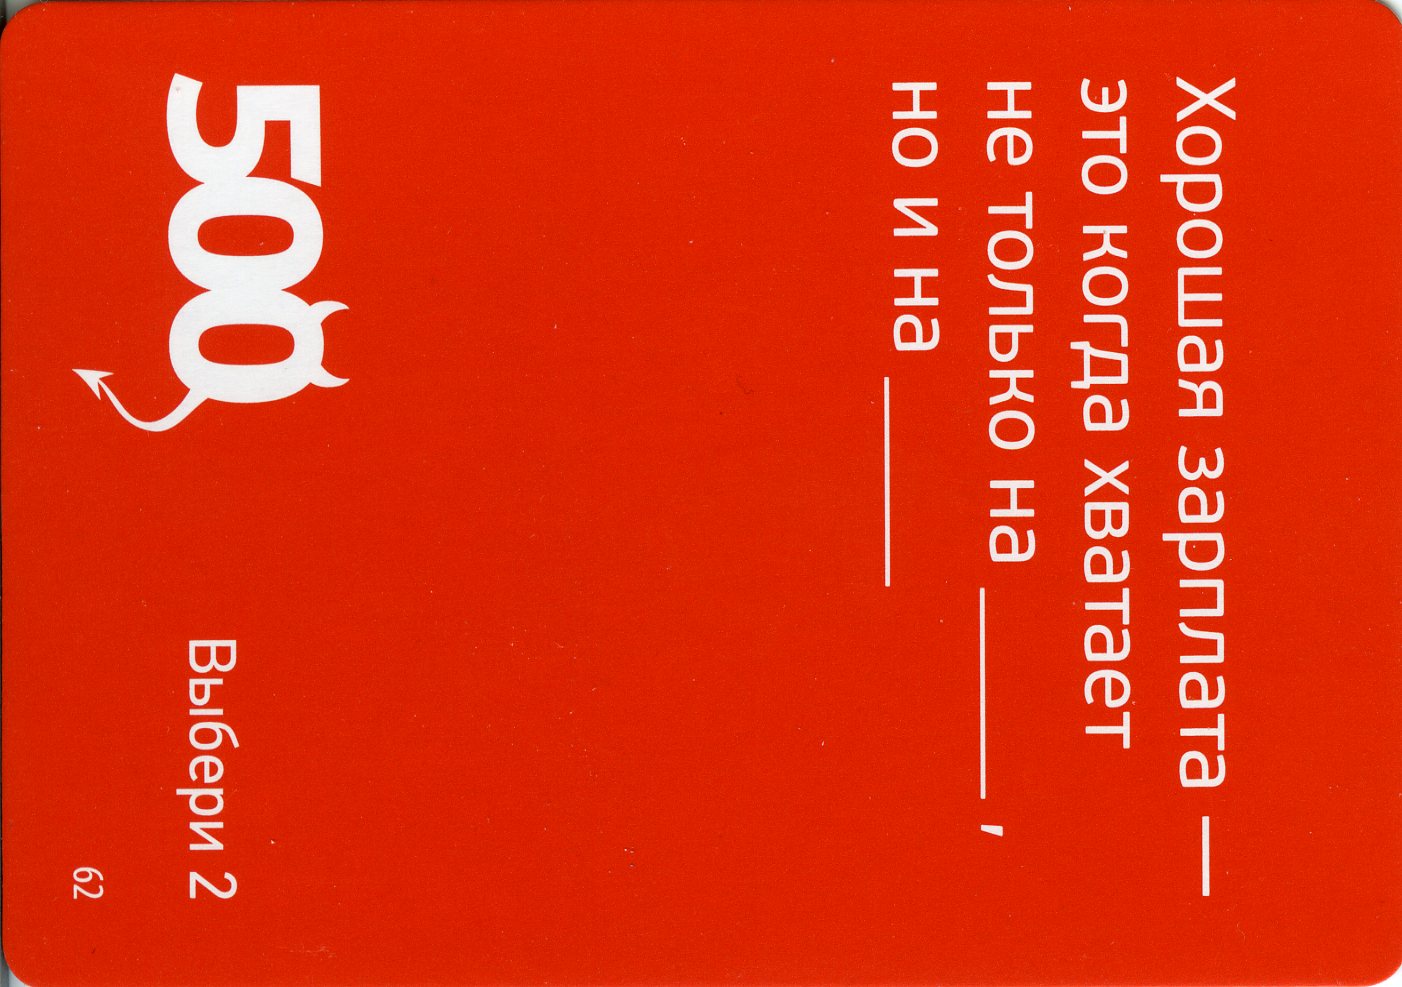 Хорошая зарплата —
это когда хватает
не только на _____ ,
но и на _____
500
Выбери 2
62